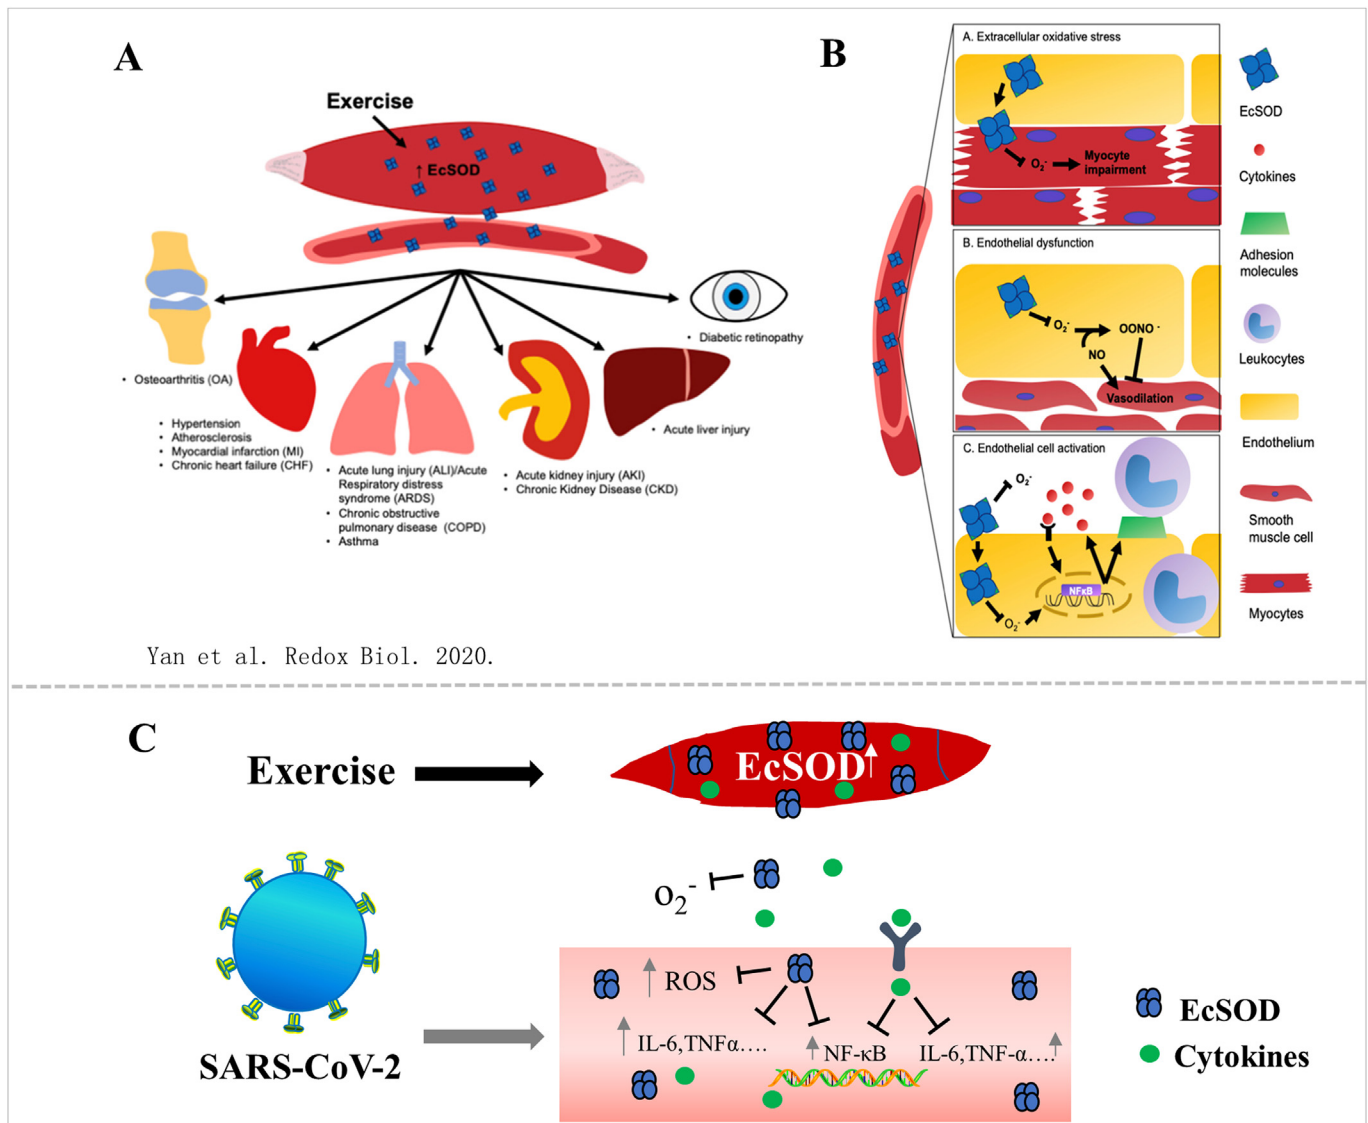 A
Exercise
↑ EcSOD
• Osteoarthritis (OA)
• Hypertension
• Atherosclerosis
• Myocardial infarction (MI)
• Chronic heart failure (CHF)
• Acute lung injury (ALI)/Acute
Respiratory distress
syndrome (ARDS)
• Chronic obstructive
pulmonary disease (COPD)
• Asthma
• Acute kidney injury (AKI)
• Chronic Kidney Disease (CKD)
• Acute liver injury
• Diabetic retinopathy
Yan et al. Redox Biol. 2020.
B
A. Extracellular oxidative stress
O₂⁻
Myocyte
impairment
B. Endothelial dysfunction
O₂⁻
OONO⁻
NO
Vasodilation
C. Endothelial cell activation
O₂⁻
NFκB
O₂⁻
EcSOD
Cytokines
Adhesion
molecules
Leukocytes
Endothelium
Smooth
muscle cell
Myocytes
C
Exercise
EcSOD↑
SARS-CoV-2
O₂⁻
↑ ROS
↑ IL-6,TNFα....
↑ NF-κB
IL-6,TNF-α....↑
EcSOD
Cytokines